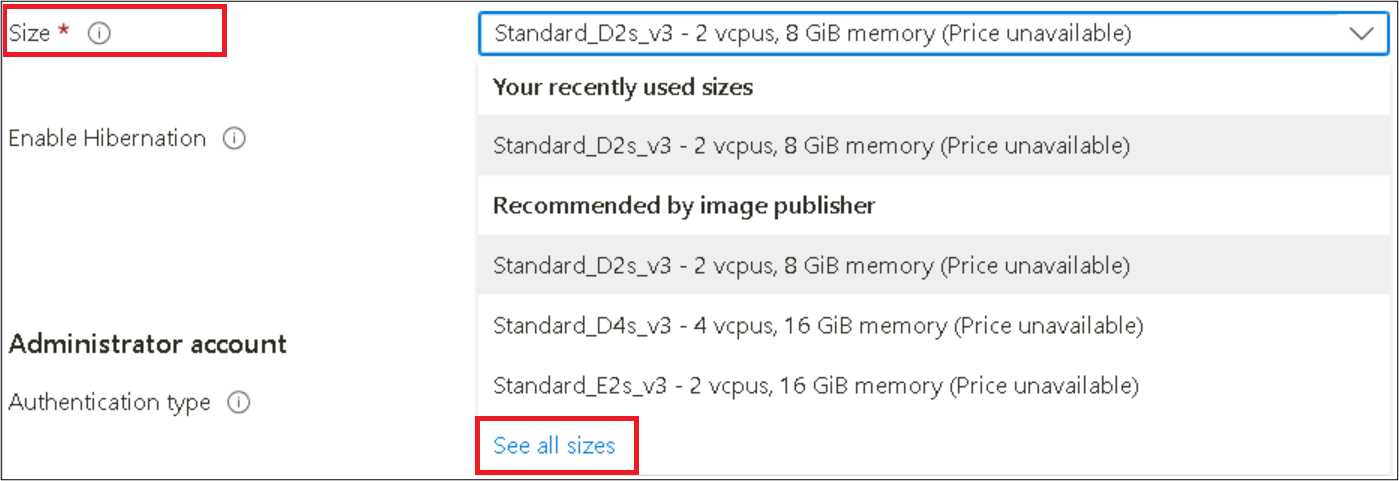 Size * ⓘ
Standard_D2s_v3 - 2 vcpus, 8 GiB memory (Price unavailable)
Your recently used sizes
Enable Hibernation ⓘ
Standard_D2s_v3 - 2 vcpus, 8 GiB memory (Price unavailable)
Recommended by image publisher
Standard_D2s_v3 - 2 vcpus, 8 GiB memory (Price unavailable)
Standard_D4s_v3 - 4 vcpus, 16 GiB memory (Price unavailable)
Administrator account
Standard_E2s_v3 - 2 vcpus, 16 GiB memory (Price unavailable)
Authentication type ⓘ
See all sizes